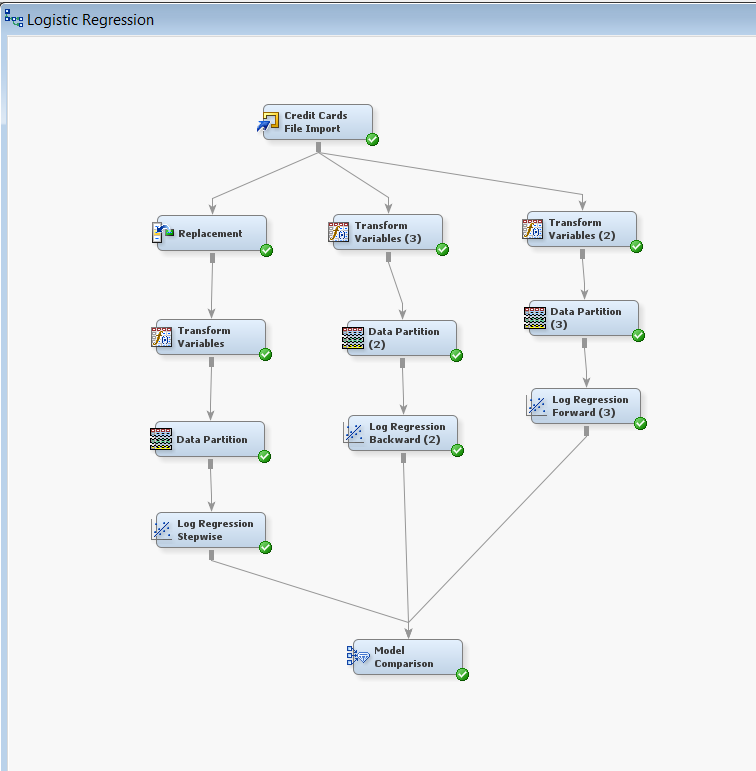 Logistic Regression
Credit Cards
File Import
Replacement
Transform
Variables (3)
Transform
Variables (2)
Transform
Variables
Data Partition
(2)
Data Partition
(3)
Data Partition
Log Regression
Backward (2)
Log Regression
Forward (3)
Log Regression
Stepwise
Model
Comparison